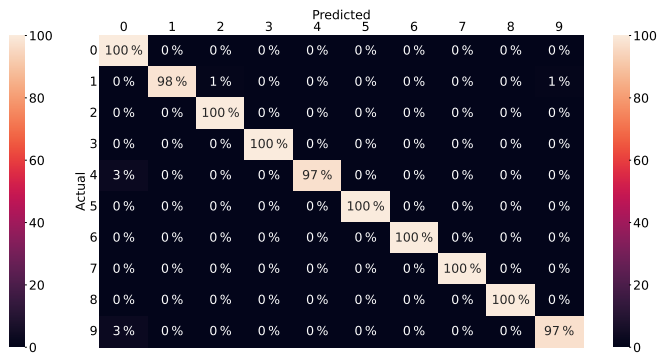 Predicted
0 1 2 3 4 5 6 7 8 9
100 100
0 100 % 0 % 0 % 0 % 0 % 0 % 0 % 0 % 0 % 0 %
1 0 % 98 % 1 % 0 % 0 % 0 % 0 % 0 % 0 % 1 %
80 80
2 0 % 0 % 100 % 0 % 0 % 0 % 0 % 0 % 0 % 0 %
3 0 % 0 % 0 % 100 % 0 % 0 % 0 % 0 % 0 % 0 %
60 60
4 3 % 0 % 0 % 0 % 97 % 0 % 0 % 0 % 0 % 0 %
Actual
5 0 % 0 % 0 % 0 % 0 % 100 % 0 % 0 % 0 % 0 %
40 40
6 0 % 0 % 0 % 0 % 0 % 0 % 100 % 0 % 0 % 0 %
7 0 % 0 % 0 % 0 % 0 % 0 % 0 % 100 % 0 % 0 %
20 20
8 0 % 0 % 0 % 0 % 0 % 0 % 0 % 0 % 100 % 0 %
9 3 % 0 % 0 % 0 % 0 % 0 % 0 % 0 % 0 % 97 %
0 0